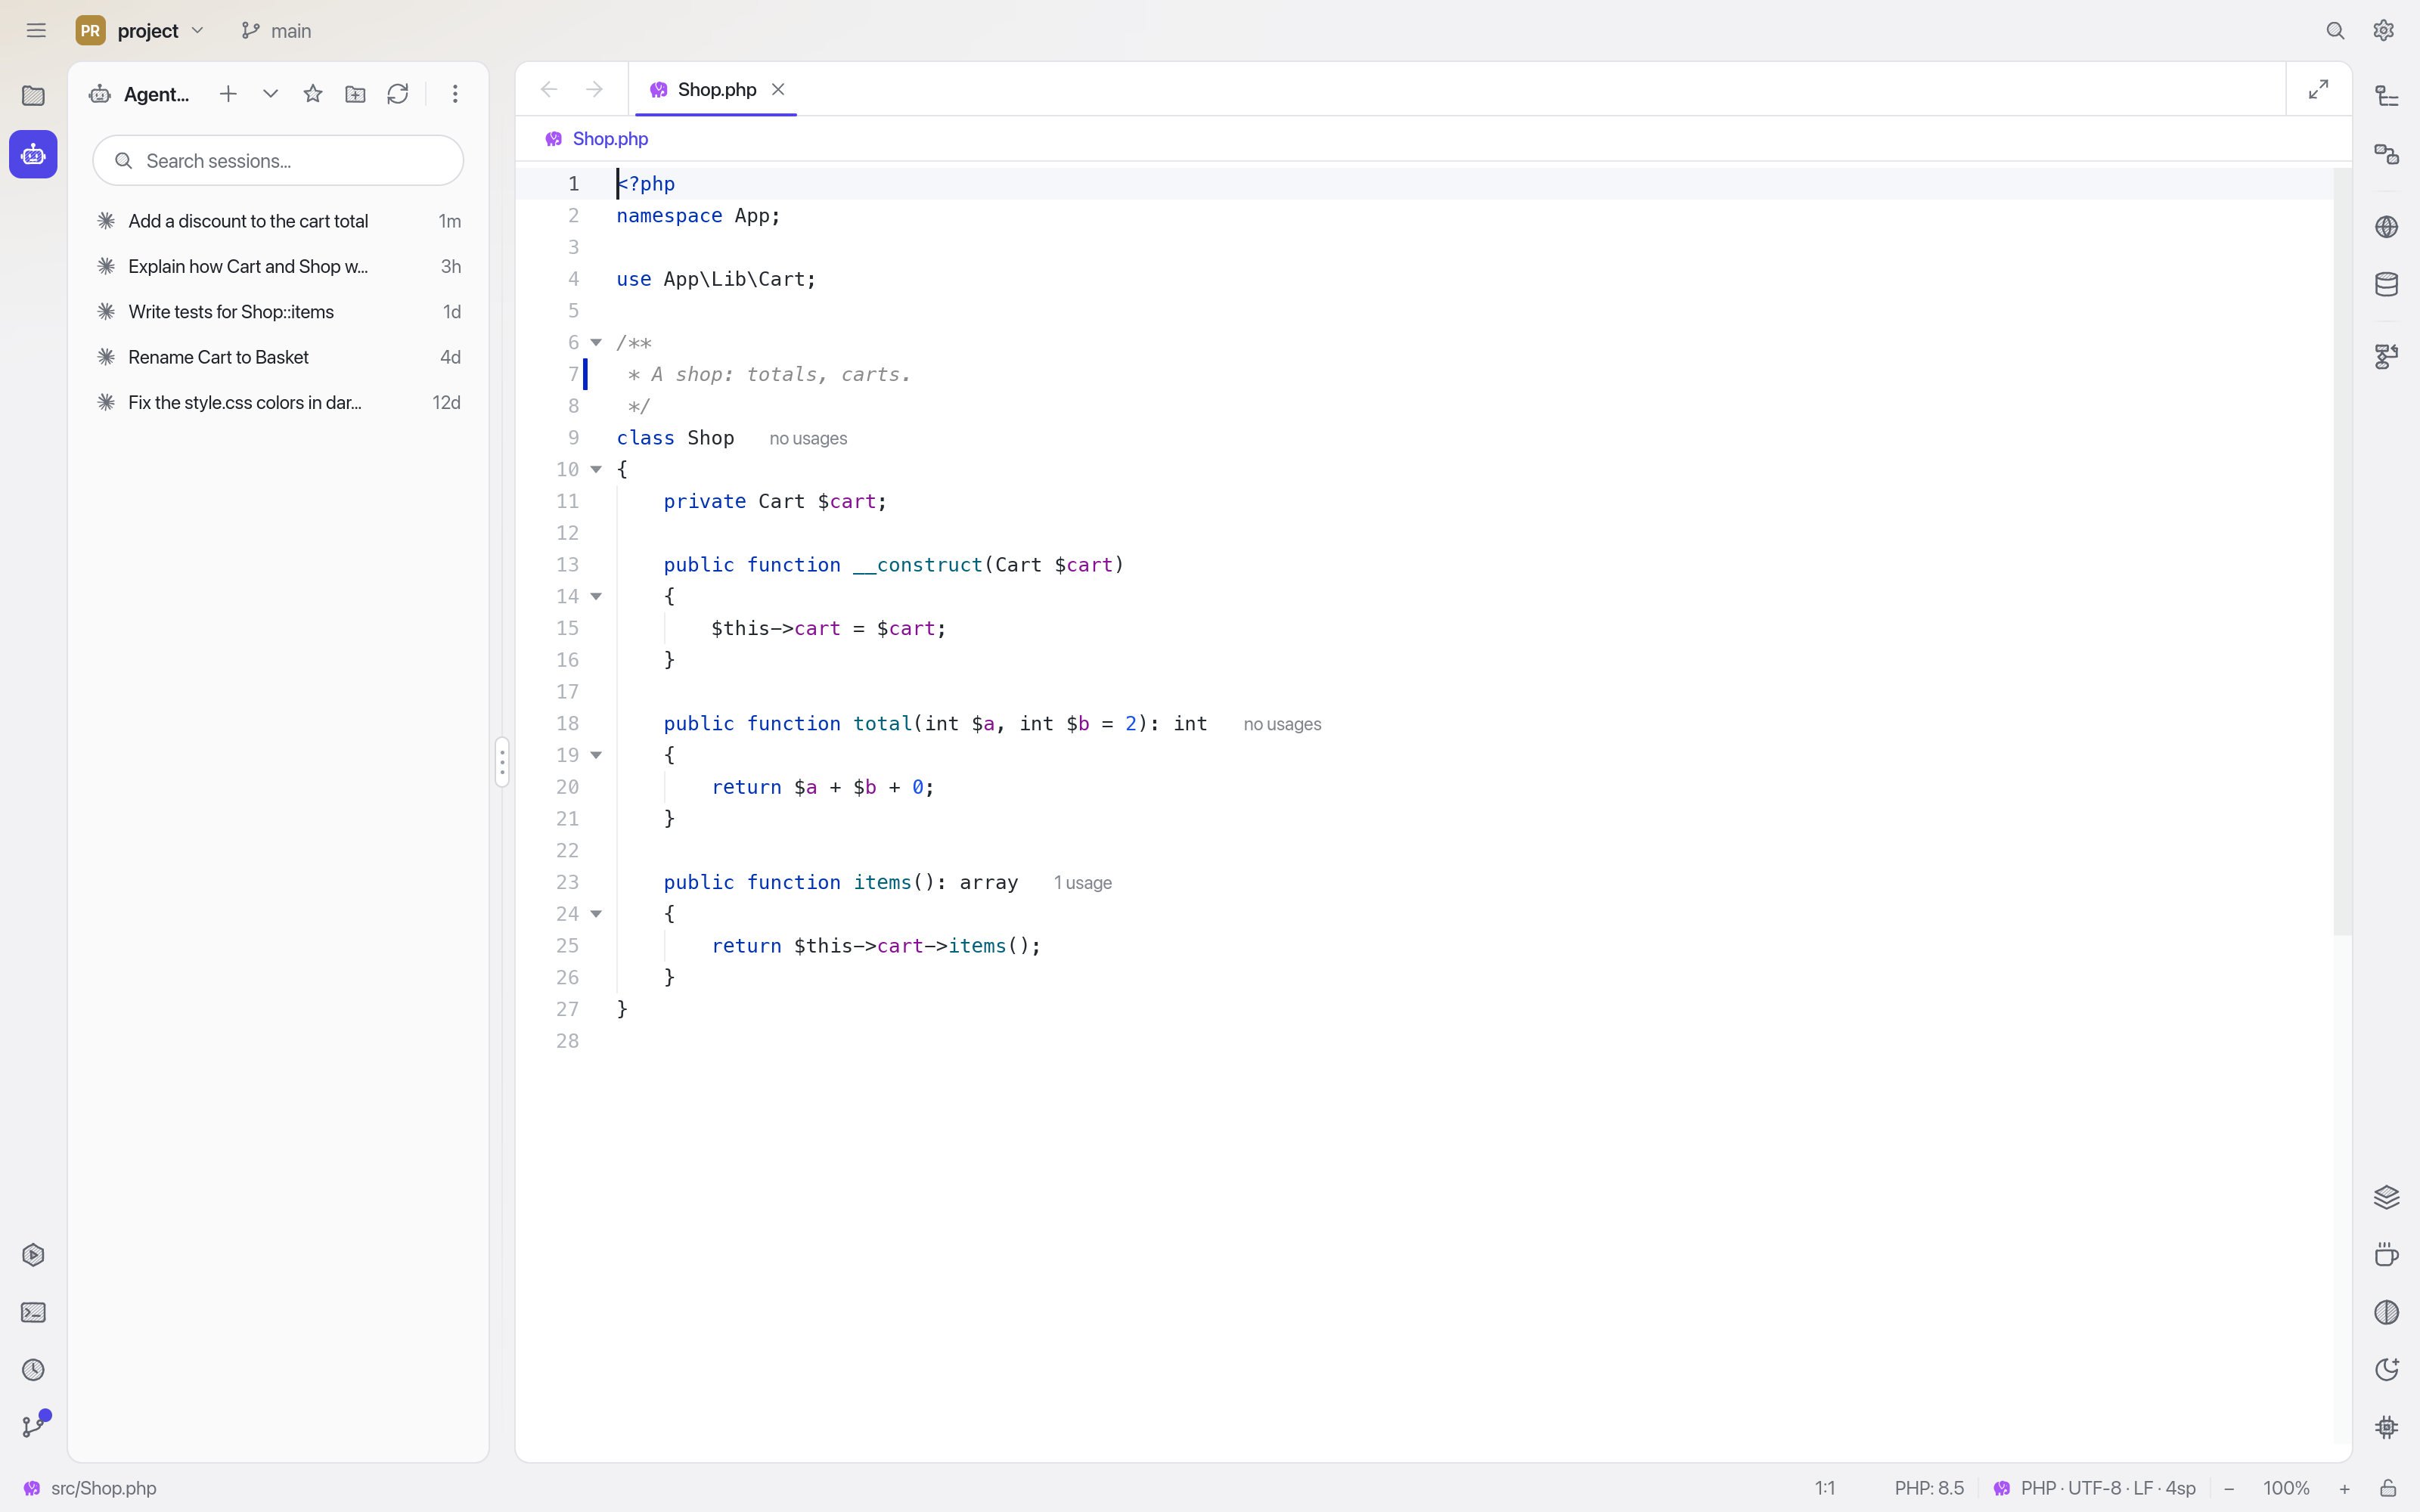 PR project main
Agent...
Search sessions...
Add a discount to the cart total 1m
Explain how Cart and Shop w... 3h
Write tests for Shop::items 1d
Rename Cart to Basket 4d
Fix the style.css colors in dar... 12d
Shop.php
Shop.php
1 <?php
2 namespace App;
3
4 use App\Lib\Cart;
5
6 /**
7 * A shop: totals, carts.
8 */
9 class Shop no usages
10 {
11 private Cart $cart;
12
13 public function __construct(Cart $cart)
14 {
15 $this->cart = $cart;
16 }
17
18 public function total(int $a, int $b = 2): int no usages
19 {
20 return $a + $b + 0;
21 }
22
23 public function items(): array 1 usage
24 {
25 return $this->cart->items();
26 }
27 }
28
src/Shop.php 1:1 PHP: 8.5 PHP · UTF-8 · LF · 4sp − 100% +